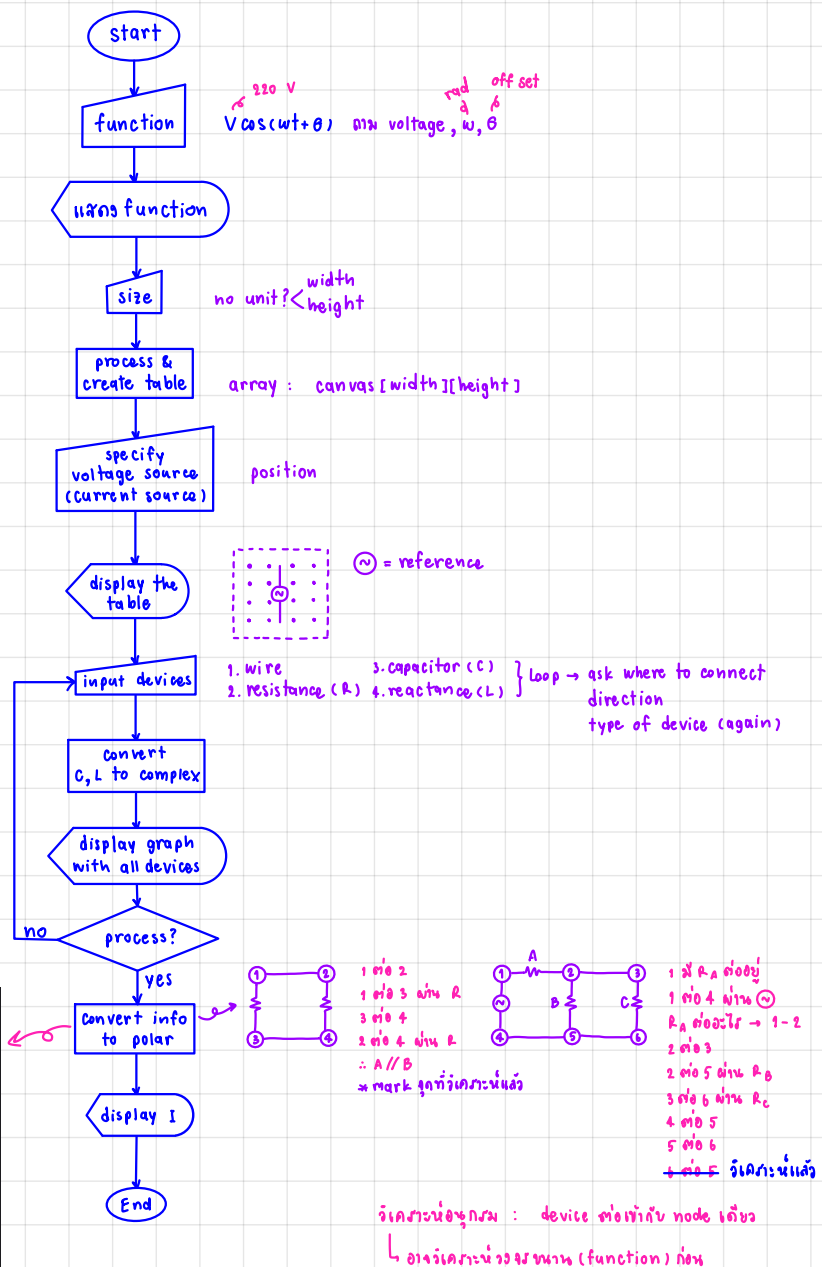 start
220 V
rad
off set
function
V cos(wt+θ) ถาม voltage, w, θ
แสดง function
size
no unit? < width
height
process &
create table
array : canvas [width][height]
specify
voltage source
(current source)
position
display the
table
~
~ = reference
input devices
1. wire
2. resistance (R)
3. capacitor (C)
4. reactance (L)
Loop → ask where to connect
direction
type of device (again)
convert
C, L to complex
display graph
with all devices
process?
no
yes
convert info
to polar
1
2
3
4
1 ต่อ 2
1 ต่อ 3 ผ่าน R
3 ต่อ 4
2 ต่อ 4 ผ่าน R
∴ A // B
* mark จุดที่วิเคราะห์แล้ว
A
1
2
3
~
B
C
4
5
6
1 มี RA ต่ออยู่
1 ต่อ 4 ผ่าน ~
RA ต่ออะไร → 1-2
2 ต่อ 3
2 ต่อ 5 ผ่าน RB
3 ต่อ 6 ผ่าน RC
4 ต่อ 5
5 ต่อ 6
6 ต่อ 5 วิเคราะห์แล้ว
display I
End
วิเคราะห์อนุกรม : device ต่อเข้ากับ node เดียว
อาจวิเคราะห์วงจรขนาน (function) ก่อน